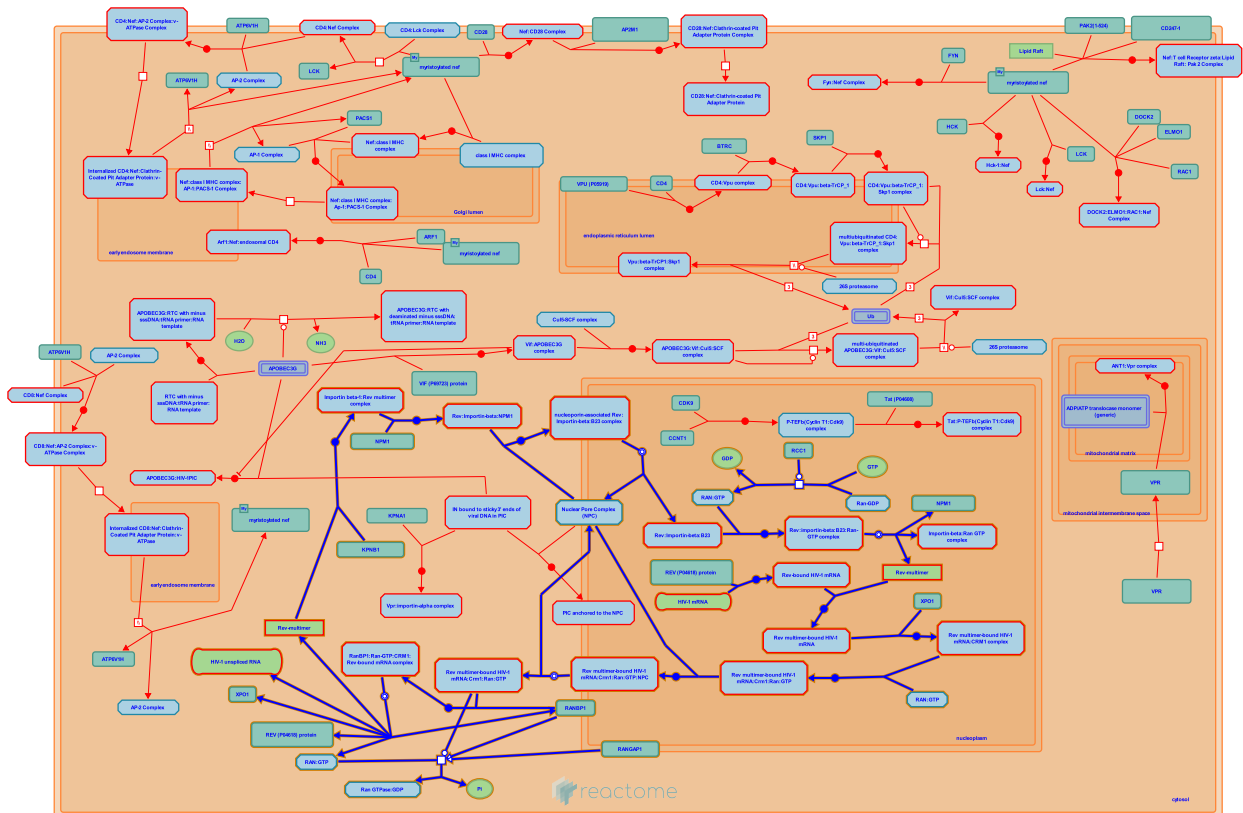 CD4:Nef:AP-2 Complex:v-
ATPase Complex
ATP6V1H
CD4:Nef Complex
CD4:Lck Complex
CD28
Nef:CD28 Complex
AP2M1
CD28:Nef:Clathrin-coated Pit
Adapter Protein Complex
PAK2(1-524)
CD247-1
Lipid Raft
Nef:T cell Receptor zeta:Lipid
Raft: Pak 2 Complex
My
myristoylated nef
LCK
ATP6V1H
AP-2 Complex
FYN
Fyn:Nef Complex
My
myristoylated nef
CD28:Nef:Clathrin-coated Pit
Adapter Protein
PACS1
HCK
DOCK2
ELMO1
SKP1
BTRC
Nef:class I MHC
complex
AP-1 Complex
class I MHC complex
Hck-1:Nef
LCK
RAC1
Internalized CD4:Nef:Clathrin-
Coated Pit Adapter Protein:v-
ATPase
Nef:class I MHC complex:
AP-1:PACS-1 Complex
VPU (P05919)
CD4
CD4:Vpu complex
CD4:Vpu:beta-TrCP_1
CD4:Vpu:beta-TrCP_1:
Skp1 complex
Lck:Nef
Nef:class I MHC complex:
Ap-1:PACS-1 Complex
Golgi lumen
DOCK2:ELMO1:RAC1:Nef
Complex
early endosome membrane
Arf1:Nef:endosomal CD4
ARF1
My
myristoylated nef
CD4
endoplasmic reticulum lumen
multiubiquitinated CD4:
Vpu:beta-TrCP_1:Skp1
complex
Vpu:beta-TrCP1:Skp1
complex
6
3
3
26S proteasome
Vif:Cul5:SCF complex
APOBEC3G:RTC with minus
sssDNA:tRNA primer:RNA
template
APOBEC3G:RTC with
deaminated minus sssDNA:
tRNA primer:RNA template
H2O
NH3
Cul5-SCF complex
Ub
3
3
6
ATP6V1H
AP-2 Complex
APOBEC3G
Vif:APOBEC3G
complex
APOBEC3G:Vif:Cul5:SCF
complex
multi-ubiquitinated
APOBEC3G:Vif:Cul5:SCF
complex
26S proteasome
ANT1:Vpr complex
CD8:Nef Complex
RTC with minus
sssDNA:tRNA primer:
RNA template
VIF (P69723) protein
Importin beta-1:Rev multimer
complex
Rev:Importin-beta:NPM1
nucleoporin-associated Rev:
Importin-beta:B23 complex
CDK9
Tat (P04608)
ADP/ATP translocase monomer
(generic)
P-TEFb(Cyclin T1:Cdk9)
complex
Tat:P-TEFb(Cyclin T1:Cdk9)
complex
NPM1
CCNT1
CD8:Nef:AP-2 Complex:v-
ATPase Complex
RCC1
GDP
GTP
mitochondrial matrix
APOBEC3G:HIV-1 PIC
VPR
RAN:GTP
Ran-GDP
NPM1
mitochondrial intermembrane space
IN bound to sticky 3' ends of
viral DNA in PIC
Nuclear Pore Complex
(NPC)
KPNA1
My
myristoylated nef
Internalized CD8:Nef: Clathrin-
Coated Pit Adapter Protein: v-
ATPase
Rev:Importin-beta:B23
Rev:Importin-beta:B23:Ran-
GTP complex
Importin-beta:Ran GTP
complex
KPNB1
REV (P04618) protein
Rev-bound HIV-1 mRNA
Rev-multimer
early endosome membrane
VPR
HIV-1 mRNA
XPO1
Vpr:importin-alpha complex
PIC anchored to the NPC
Rev-multimer
Rev multimer-bound HIV-1
mRNA
Rev multimer-bound HIV-1
mRNA:CRM1 complex
ATP6V1H
HIV-1 unspliced RNA
RanBP1:Ran-GTP:CRM1:
Rev-bound mRNA complex
Rev multimer-bound HIV-1
mRNA:Crm1:Ran:GTP
Rev multimer-bound HIV-1
mRNA:Crm1:Ran:GTP:NPC
Rev multimer-bound HIV-1
mRNA:Crm1:Ran:GTP
XPO1
RAN:GTP
AP-2 Complex
RANBP1
REV (P04618) protein
nucleoplasm
RANGAP1
RAN:GTP
Ran GTPase:GDP
Pi
reactome
cytosol